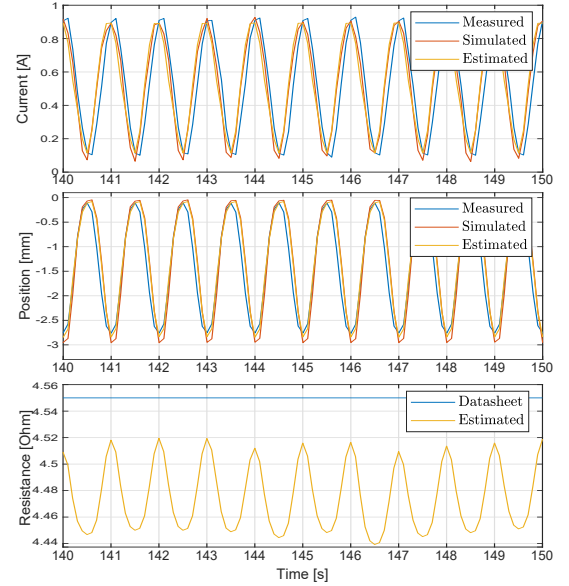 1
0.8
0.6
0.4
0.2
0
Current [A]
Measured
Simulated
Estimated
140 141 142 143 144 145 146 147 148 149 150
0
-0.5
-1
-1.5
-2
-2.5
-3
Position [mm]
Measured
Simulated
Estimated
140 141 142 143 144 145 146 147 148 149 150
4.56
4.54
4.52
4.5
4.48
4.46
4.44
Resistance [Ohm]
Datasheet
Estimated
140 141 142 143 144 145 146 147 148 149 150
Time [s]